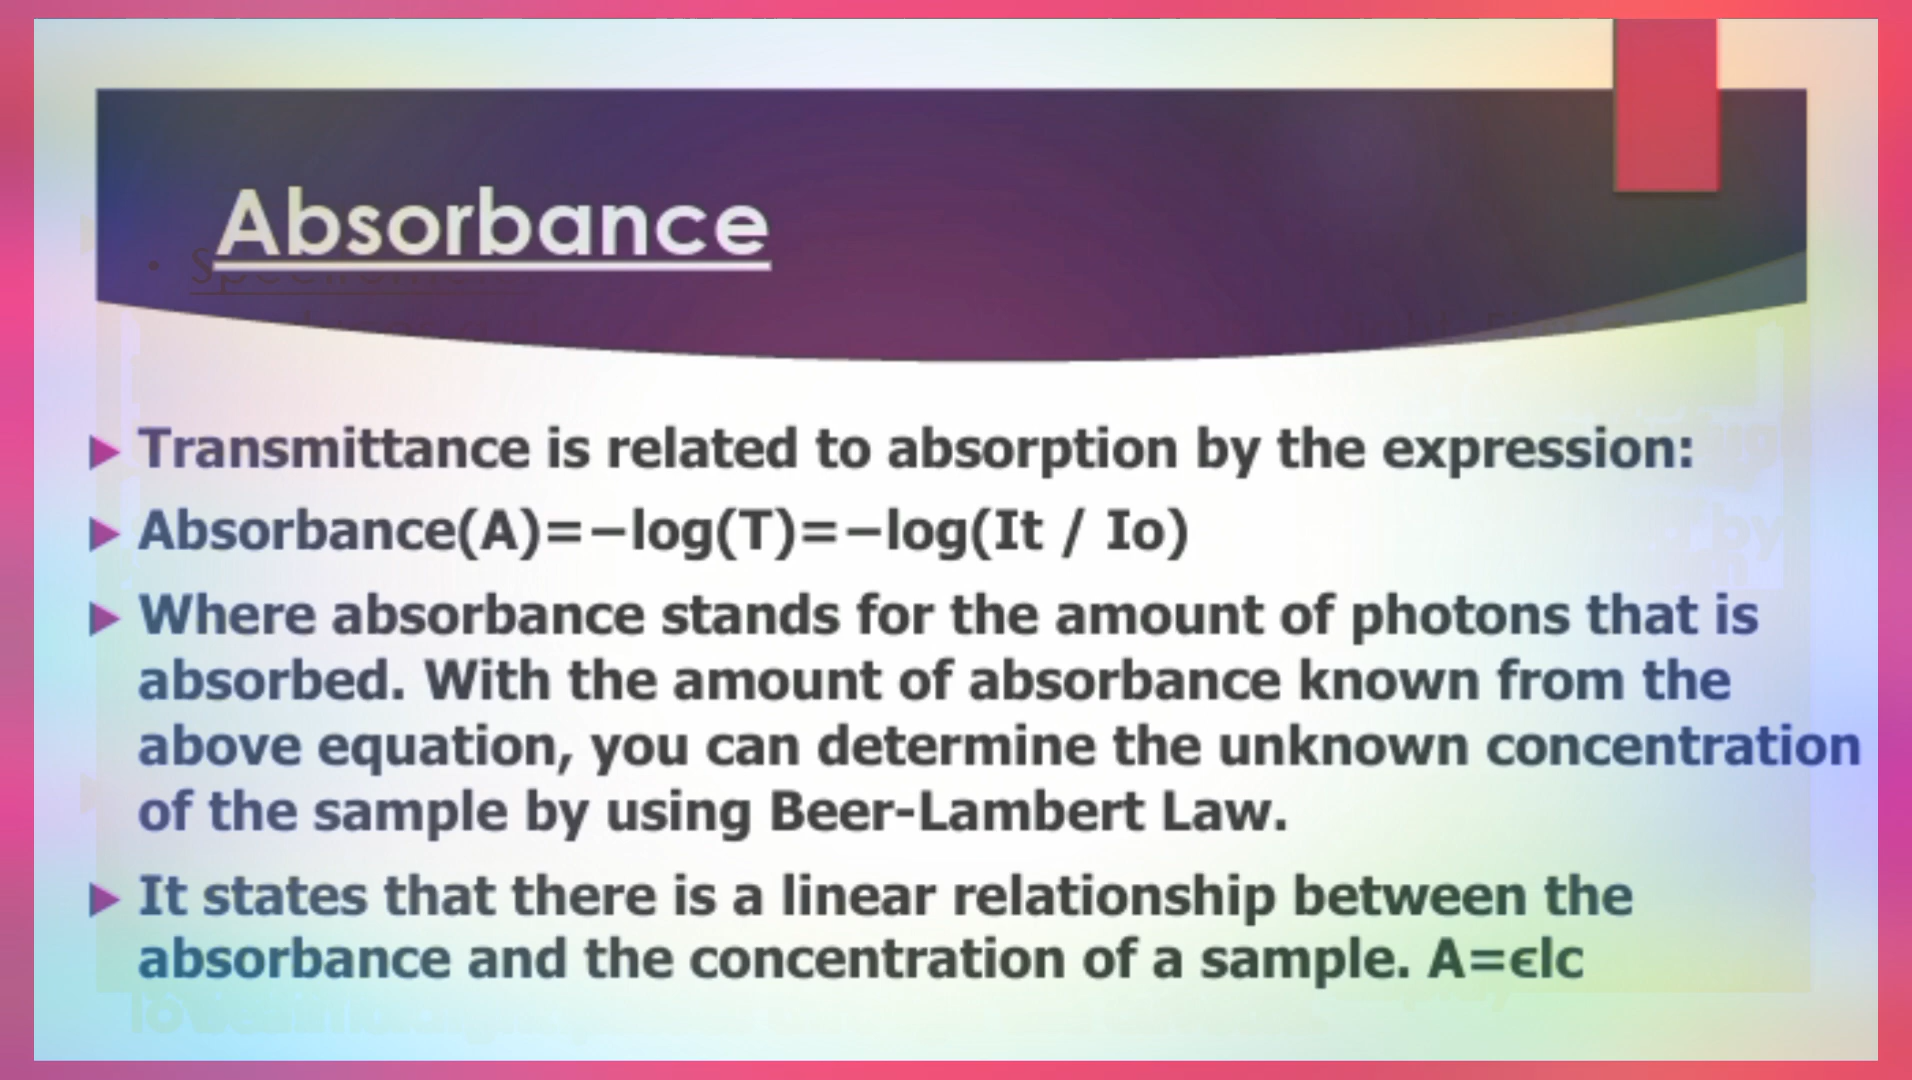 Absorbance
Transmittance is related to absorption by the expression:
Absorbance(A)=−log(T)=−log(It / Io)
Where absorbance stands for the amount of photons that is
absorbed. With the amount of absorbance known from the
above equation, you can determine the unknown concentration
of the sample by using Beer-Lambert Law.
It states that there is a linear relationship between the
absorbance and the concentration of a sample. A=ϵlc